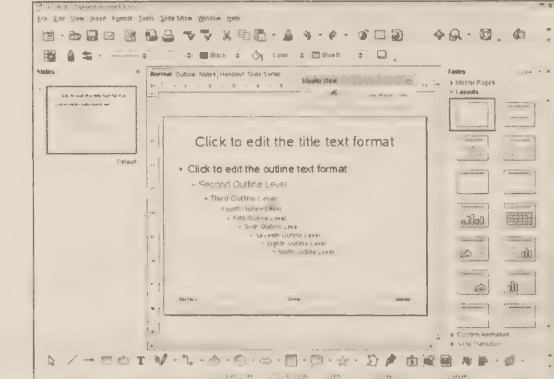 File Edit View Insert Format Tools Slide Show Window Help
Black
Color
Slides
Normal Outline Notes Handout Slide Sorter
Master View
Tasks
Master Pages
Layouts
Default
Click to edit the title text format
• Click to edit the outline text format
– Second Outline Level
• Third Outline Level
– Fourth Outline Level
• Fifth Outline Level
• Sixth Outline Level
• Seventh Outline Level
• Eighth Outline Level
• Ninth Outline Level
Custom Animation
Slide Transition